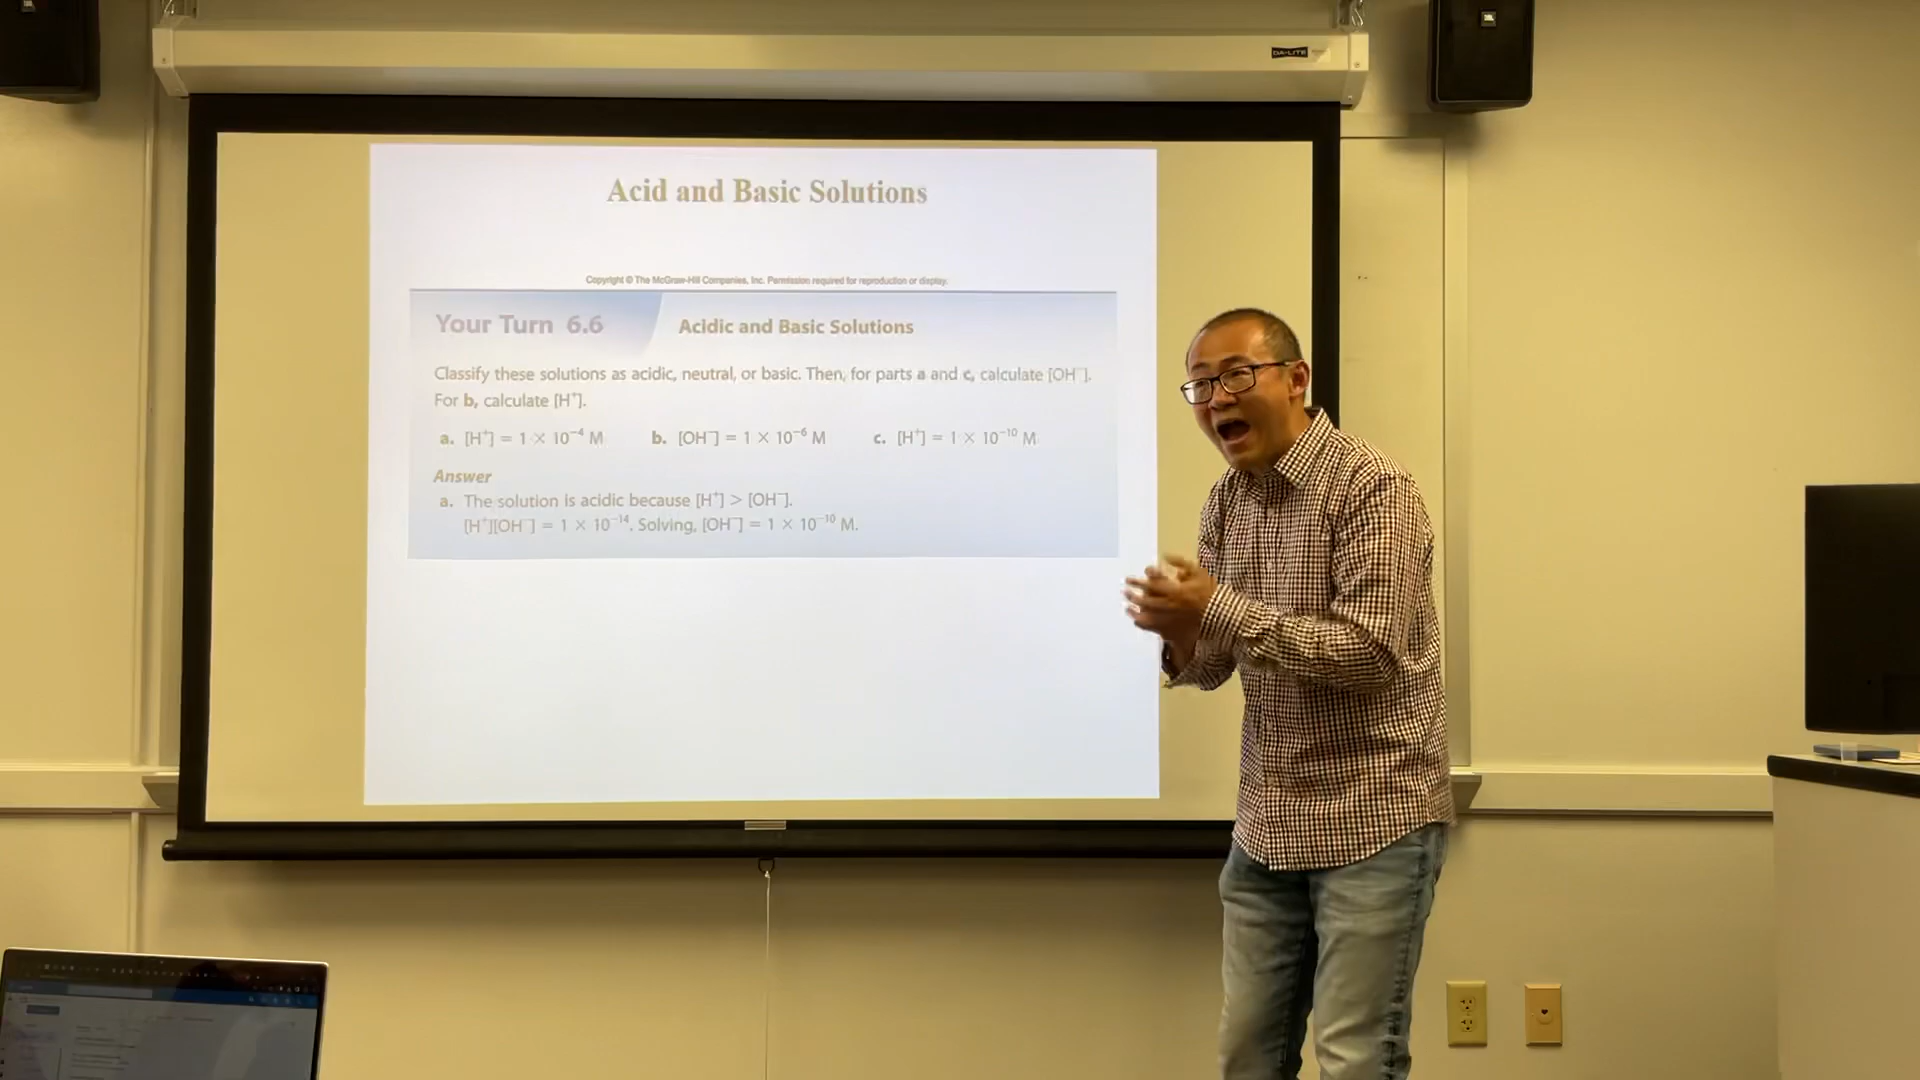 DA-LITE
Acid and Basic Solutions
Copyright © The McGraw-Hill Companies, Inc. Permission required for reproduction or display.
Your Turn 6.6 Acidic and Basic Solutions
Classify these solutions as acidic, neutral, or basic. Then, for parts a and c, calculate [OH⁻].
For b, calculate [H⁺].
a. [H⁺] = 1 × 10⁻⁴ M b. [OH⁻] = 1 × 10⁻⁶ M c. [H⁺] = 1 × 10⁻¹⁰ M
Answer
a. The solution is acidic because [H⁺] > [OH⁻].
[H⁺][OH⁻] = 1 × 10⁻¹⁴. Solving, [OH⁻] = 1 × 10⁻¹⁰ M.